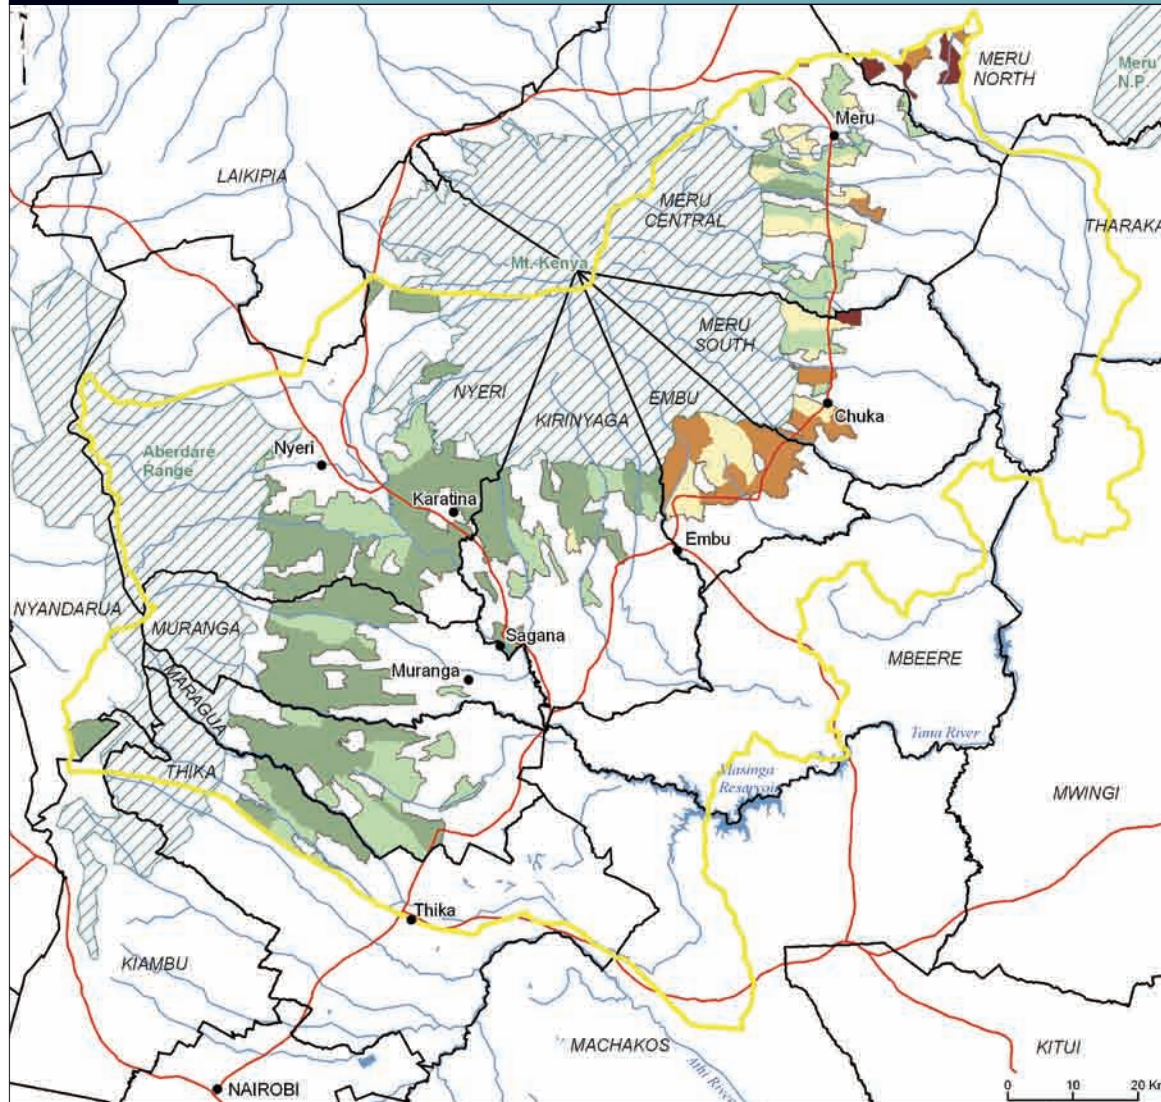 MERU
NORTH
Meru
N.P.
Meru
LAIKIPIA
MERU
CENTRAL
THARAKA
Mt. Kenya
MERU
SOUTH
NYERI
EMBU
KIRINYAGA
Chuka
Nyeri
Aberdare
Range
Karatina
Embu
NYANDARUA
MURANGA
Sagana
MBEERE
Muranga
MARAGUA
Tana River
THIKA
Masinga
Reservoir
MWINGI
Thika
KIAMBU
MACHAKOS
KITUI
Athi River
NAIROBI
0 10 20 Km